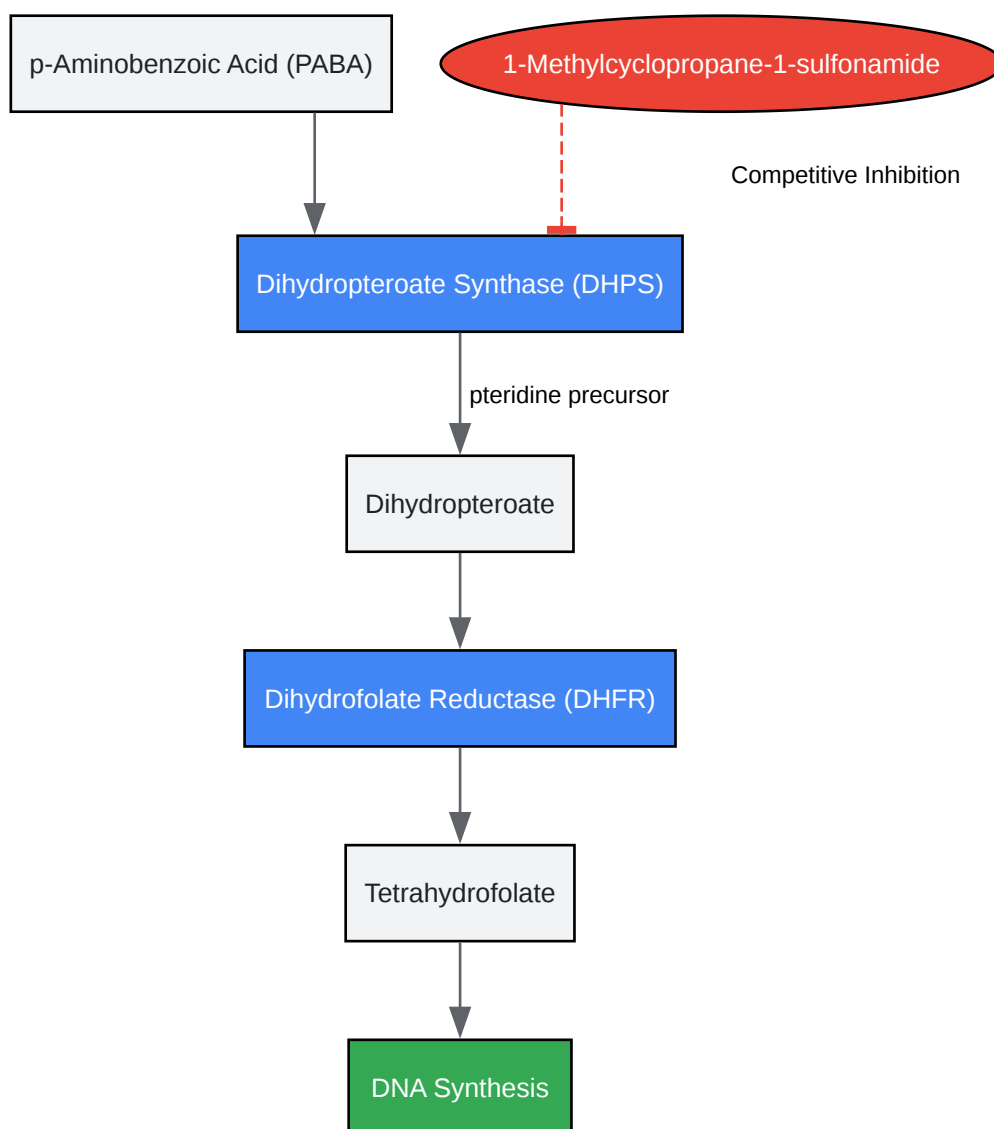 p-Aminobenzoic Acid (PABA)
1-Methylcyclopropane-1-sulfonamide
Competitive Inhibition
Dihydropteroate Synthase (DHPS)
pteridine precursor
Dihydropteroate
Dihydrofolate Reductase (DHFR)
Tetrahydrofolate
DNA Synthesis